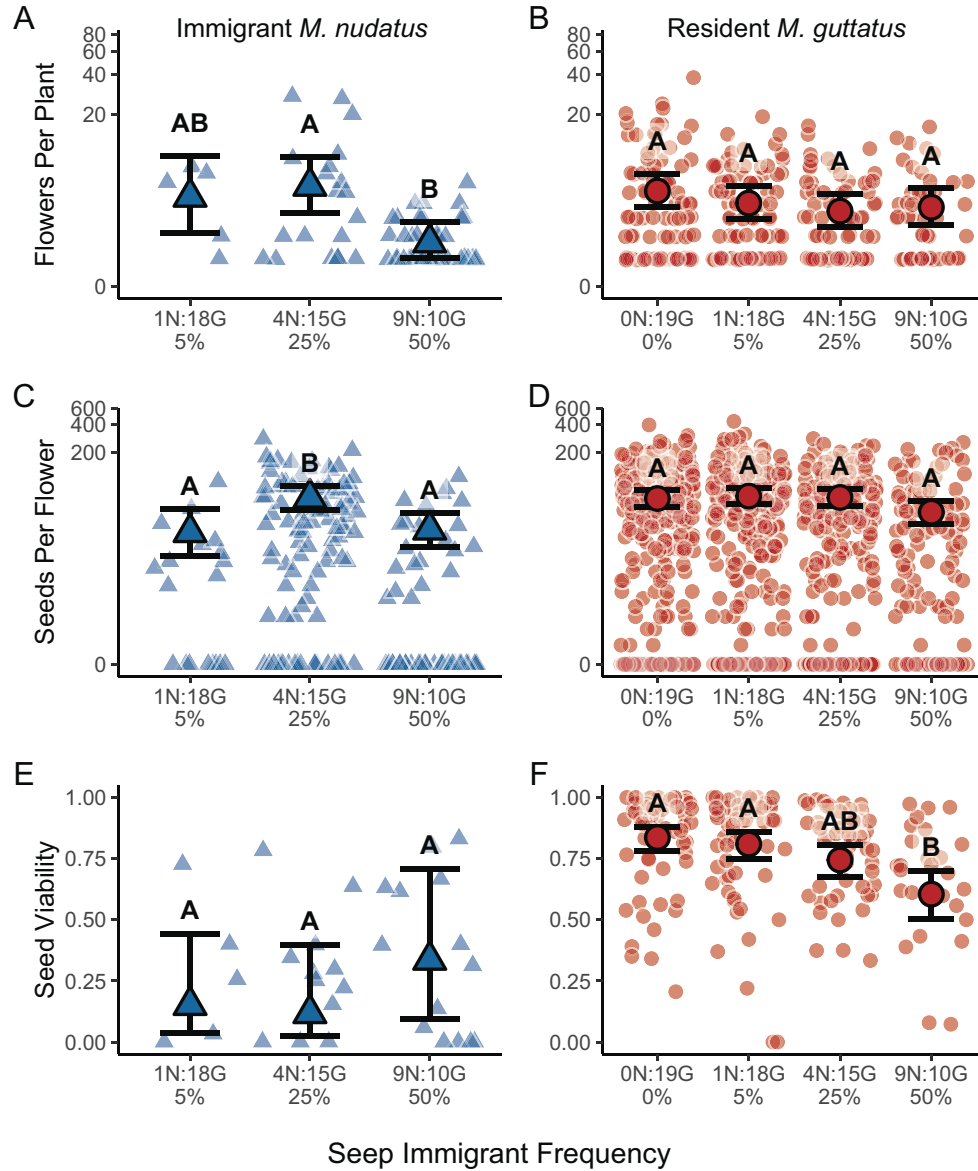 A
Immigrant M. nudatus
B
Resident M. guttatus
Flowers Per Plant
80
60
40
20
0
AB
A
B
1N:18G
5%
4N:15G
25%
9N:10G
50%
80
60
40
20
0
A
A
A
A
0N:19G
0%
1N:18G
5%
4N:15G
25%
9N:10G
50%
C
Seeds Per Flower
600
400
200
0
A
B
A
1N:18G
5%
4N:15G
25%
9N:10G
50%
D
600
400
200
0
A
A
A
A
0N:19G
0%
1N:18G
5%
4N:15G
25%
9N:10G
50%
E
Seed Viability
1.00
0.75
0.50
0.25
0.00
A
A
A
1N:18G
5%
4N:15G
25%
9N:10G
50%
F
1.00
0.75
0.50
0.25
0.00
A
A
AB
B
0N:19G
0%
1N:18G
5%
4N:15G
25%
9N:10G
50%
Seep Immigrant Frequency